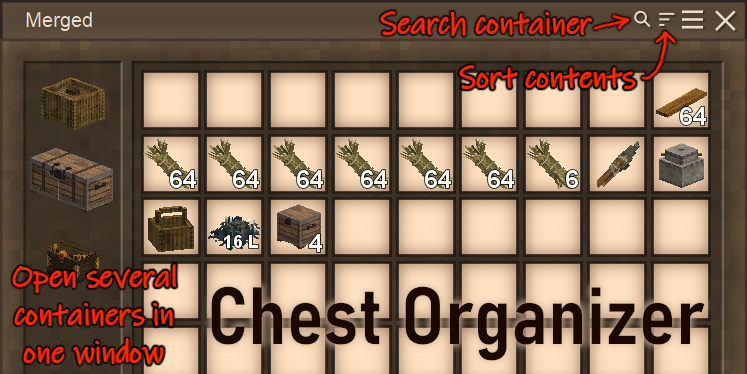 Merged
Search container
Sort contents
64
64 64 64 64 64 64 6
16 L 4
Open several
containers in
one window
Chest Organizer